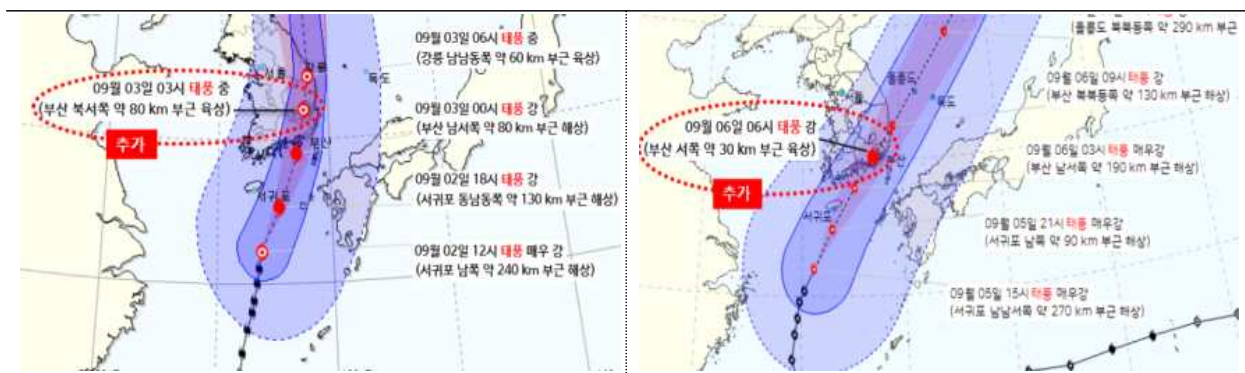 09월 03일 06시 태풍 중
(강릉 남남동쪽 약 60 km 부근 육상)
서울
강릉
독도
09월 03일 03시 태풍 중
(부산 북서쪽 약 80 km 부근 육상)
추가
09월 03일 00시 태풍 강
(부산 남서쪽 약 80 km 부근 해상)
부산
09월 02일 18시 태풍 강
(서귀포 동남동쪽 약 130 km 부근 해상)
서귀포
09월 02일 12시 태풍 매우 강
(서귀포 남쪽 약 240 km 부근 해상)
(울릉도 북북동쪽 약 290 km 부근
울릉도
독도
09월 06일 09시 태풍 강
(부산 북북동쪽 약 130 km 부근 해상)
09월 06일 06시 태풍 강
(부산 서쪽 약 30 km 부근 육상)
추가
09월 06일 03시 태풍 매우강
(부산 남서쪽 약 190 km 부근 해상)
서귀포
09월 05일 21시 태풍 매우강
(서귀포 남쪽 약 90 km 부근 해상)
09월 05일 15시 태풍 매우강
(서귀포 남남서쪽 약 270 km 부근 해상)